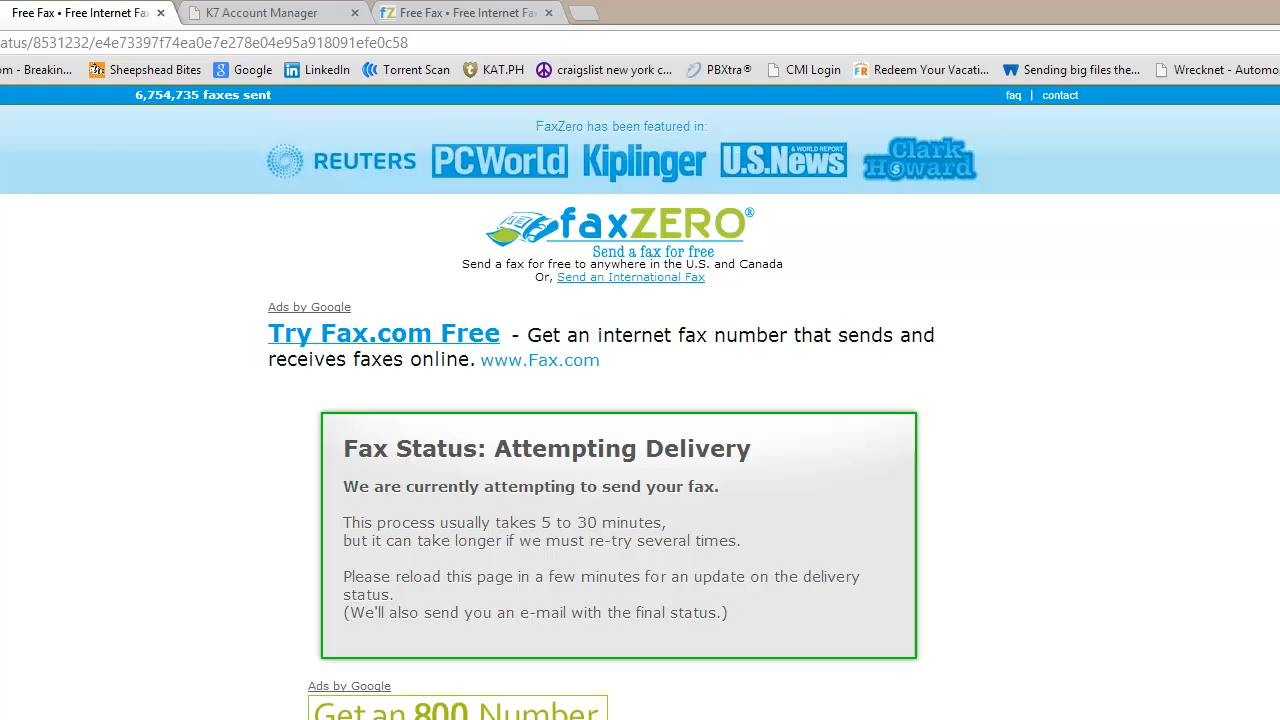 Free Fax • Free Internet Fa
K7 Account Manager
Free Fax • Free Internet Fa
atus/8531232/e4e73397f74ea0e7e278e04e95a918091efe0c58
om - Breakin... Sheepshead Bites Google LinkedIn Torrent Scan KAT.PH craigslist new york c... PBXtra® CMI Login Redeem Your Vacati... Sending big files the... Wrecknet - Automo
6,754,735 faxes sent
faq | contact
FaxZero has been featured in:
REUTERS PCWorld Kiplinger U.S.News & WORLD REPORT Clark Howard
faxZERO®
Send a fax for free
Send a fax for free to anywhere in the U.S. and Canada
Or, Send an International Fax
Ads by Google
Try Fax.com Free - Get an internet fax number that sends and
receives faxes online. www.Fax.com
Fax Status: Attempting Delivery
We are currently attempting to send your fax.
This process usually takes 5 to 30 minutes,
but it can take longer if we must re-try several times.
Please reload this page in a few minutes for an update on the delivery
status.
(We'll also send you an e-mail with the final status.)
Ads by Google
Get an 800 Number